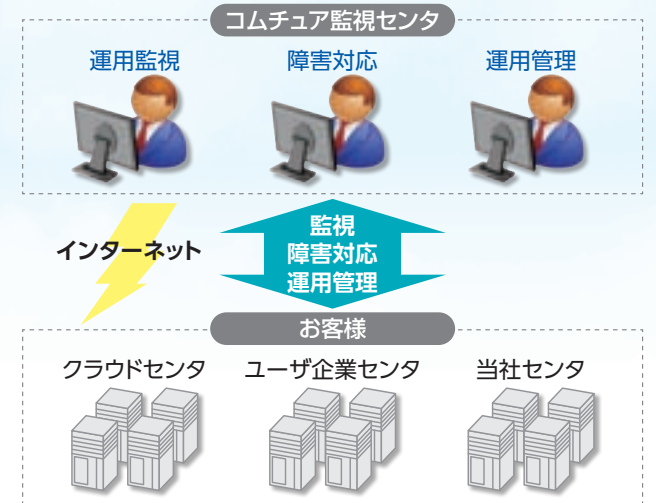 コムチュア監視センタ
運用監視
障害対応
運用管理
インターネット
監視
障害対応
運用管理
お客様
クラウドセンタ
ユーザ企業センタ
当社センタ